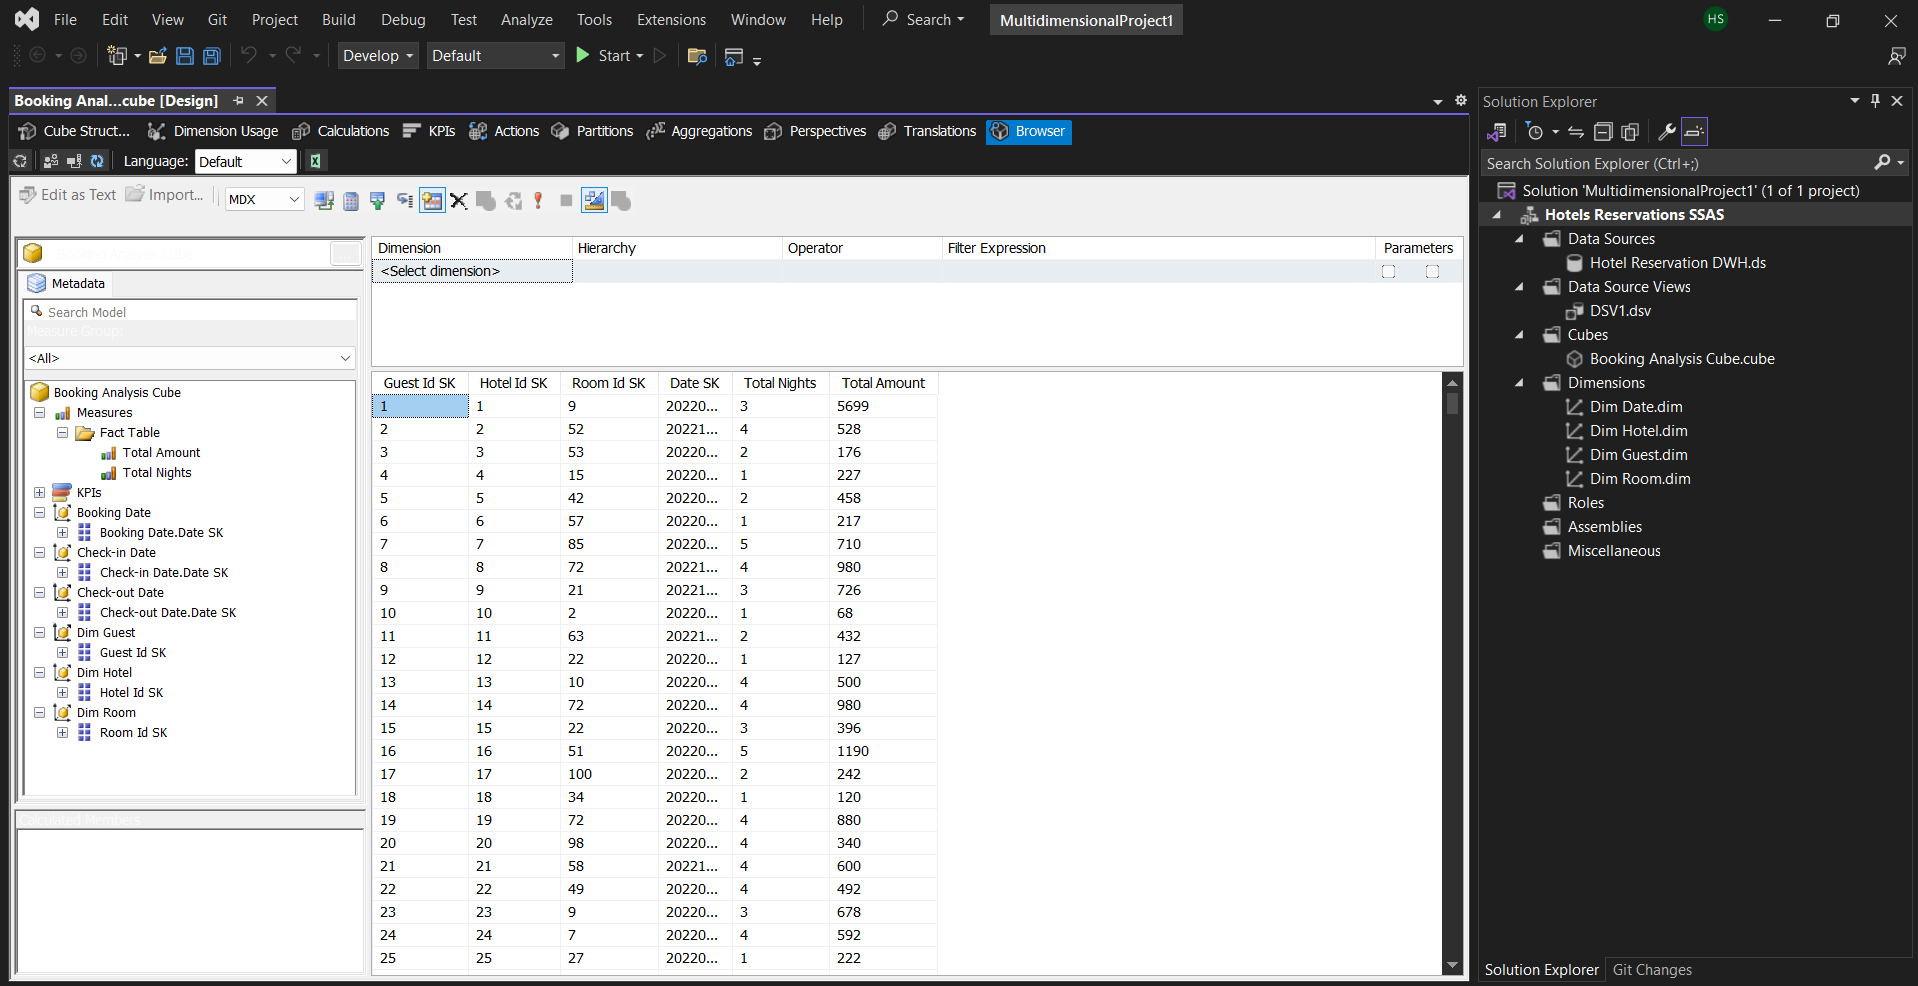 File Edit View Git Project Build Debug Test Analyze Tools Extensions Window Help Search MultidimensionalProject1 HS
Develop Default Start
Booking Anal...cube [Design]
Cube Struct... Dimension Usage Calculations KPIs Actions Partitions Aggregations Perspectives Translations Browser
Language: Default
Edit as Text Import... MDX
Booking Analysis Cube
Metadata
Search Model
Measure Group:
<All>
Booking Analysis Cube
Measures
Fact Table
Total Amount
Total Nights
KPIs
Booking Date
Booking Date.Date SK
Check-in Date
Check-in Date.Date SK
Check-out Date
Check-out Date.Date SK
Dim Guest
Guest Id SK
Dim Hotel
Hotel Id SK
Dim Room
Room Id SK
Calculated Members
Dimension Hierarchy Operator Filter Expression Parameters
<Select dimension>
Guest Id SK Hotel Id SK Room Id SK Date SK Total Nights Total Amount
1 1 9 20220... 3 5699
2 2 52 20221... 4 528
3 3 53 20220... 2 176
4 4 15 20220... 1 227
5 5 42 20220... 2 458
6 6 57 20220... 1 217
7 7 85 20220... 5 710
8 8 72 20221... 4 980
9 9 21 20221... 3 726
10 10 2 20220... 1 68
11 11 63 20221... 2 432
12 12 22 20220... 1 127
13 13 10 20220... 4 500
14 14 72 20220... 4 980
15 15 22 20220... 3 396
16 16 51 20220... 5 1190
17 17 100 20220... 2 242
18 18 34 20220... 1 120
19 19 72 20220... 4 880
20 20 98 20220... 4 340
21 21 58 20221... 4 600
22 22 49 20220... 4 492
23 23 9 20220... 3 678
24 24 7 20220... 4 592
25 25 27 20220... 1 222
Solution Explorer
Search Solution Explorer (Ctrl+;)
Solution 'MultidimensionalProject1' (1 of 1 project)
Hotels Reservations SSAS
Data Sources
Hotel Reservation DWH.ds
Data Source Views
DSV1.dsv
Cubes
Booking Analysis Cube.cube
Dimensions
Dim Date.dim
Dim Hotel.dim
Dim Guest.dim
Dim Room.dim
Roles
Assemblies
Miscellaneous
Solution Explorer Git Changes